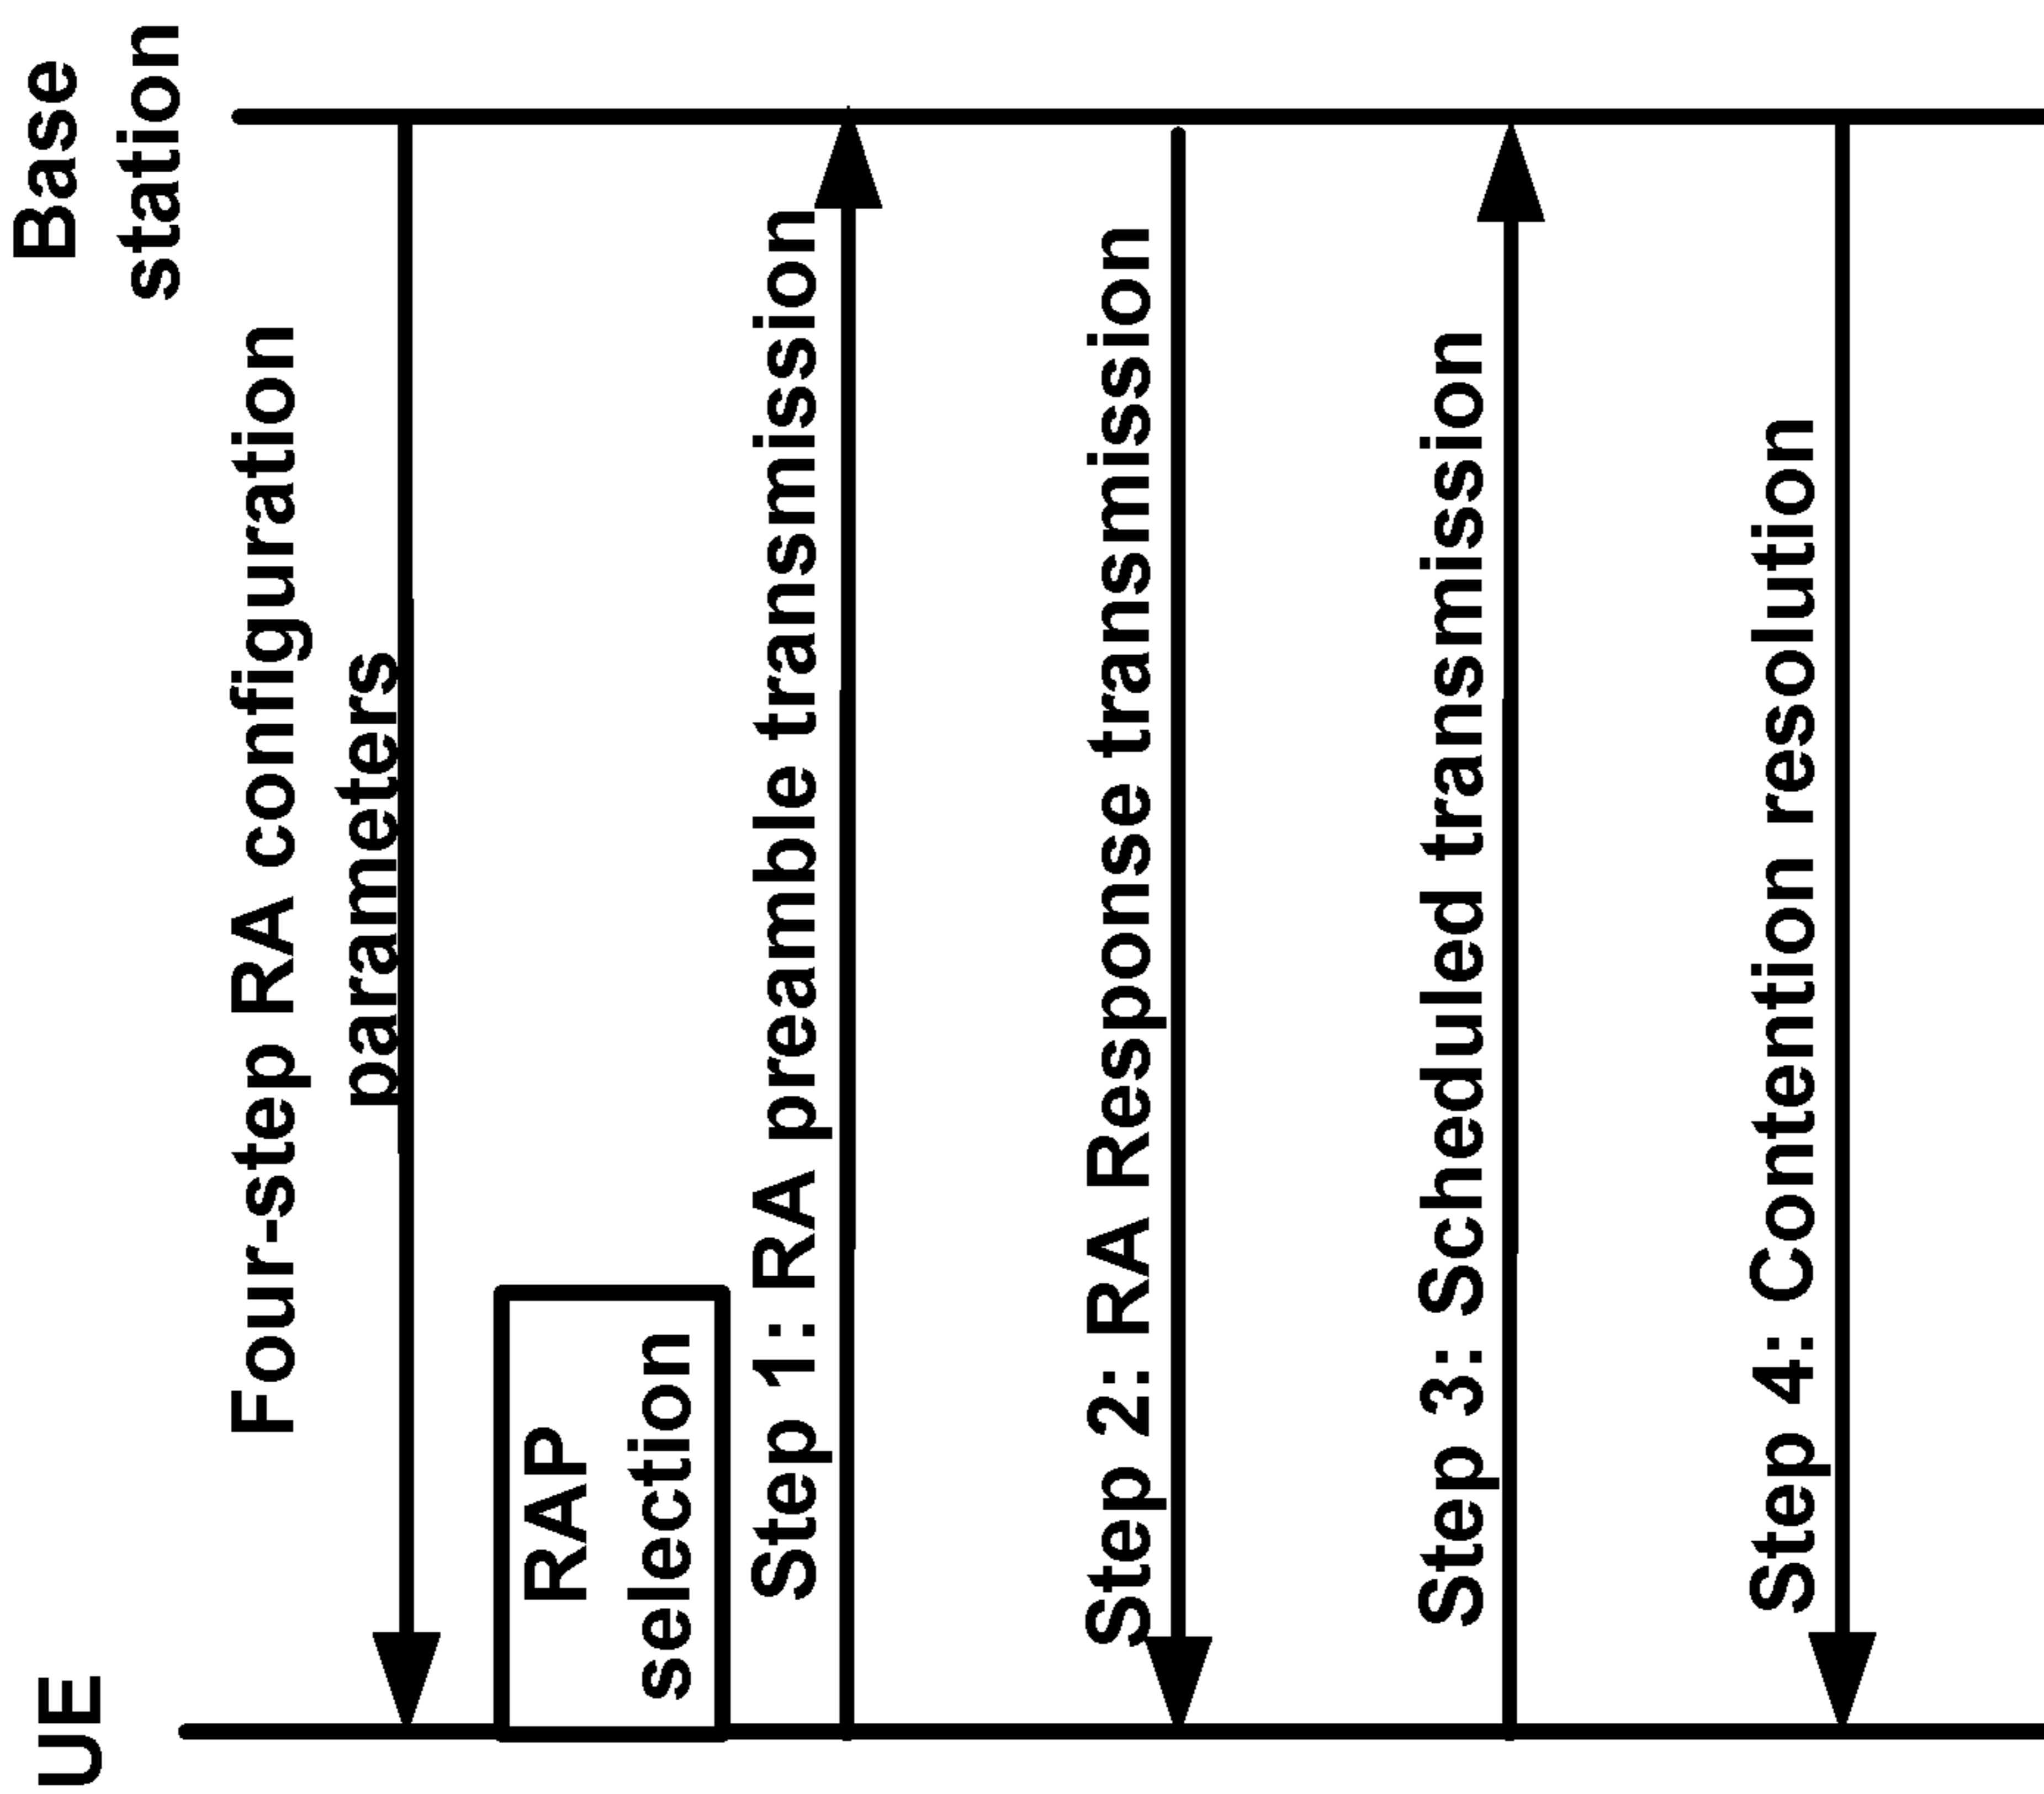 UE
Base
station
Four-step RA configuration
parameters
RAP
selection
Step 1: RA preamble transmission
Step 2: RA Response transmission
Step 3: Scheduled transmission
Step 4: Contention resolution